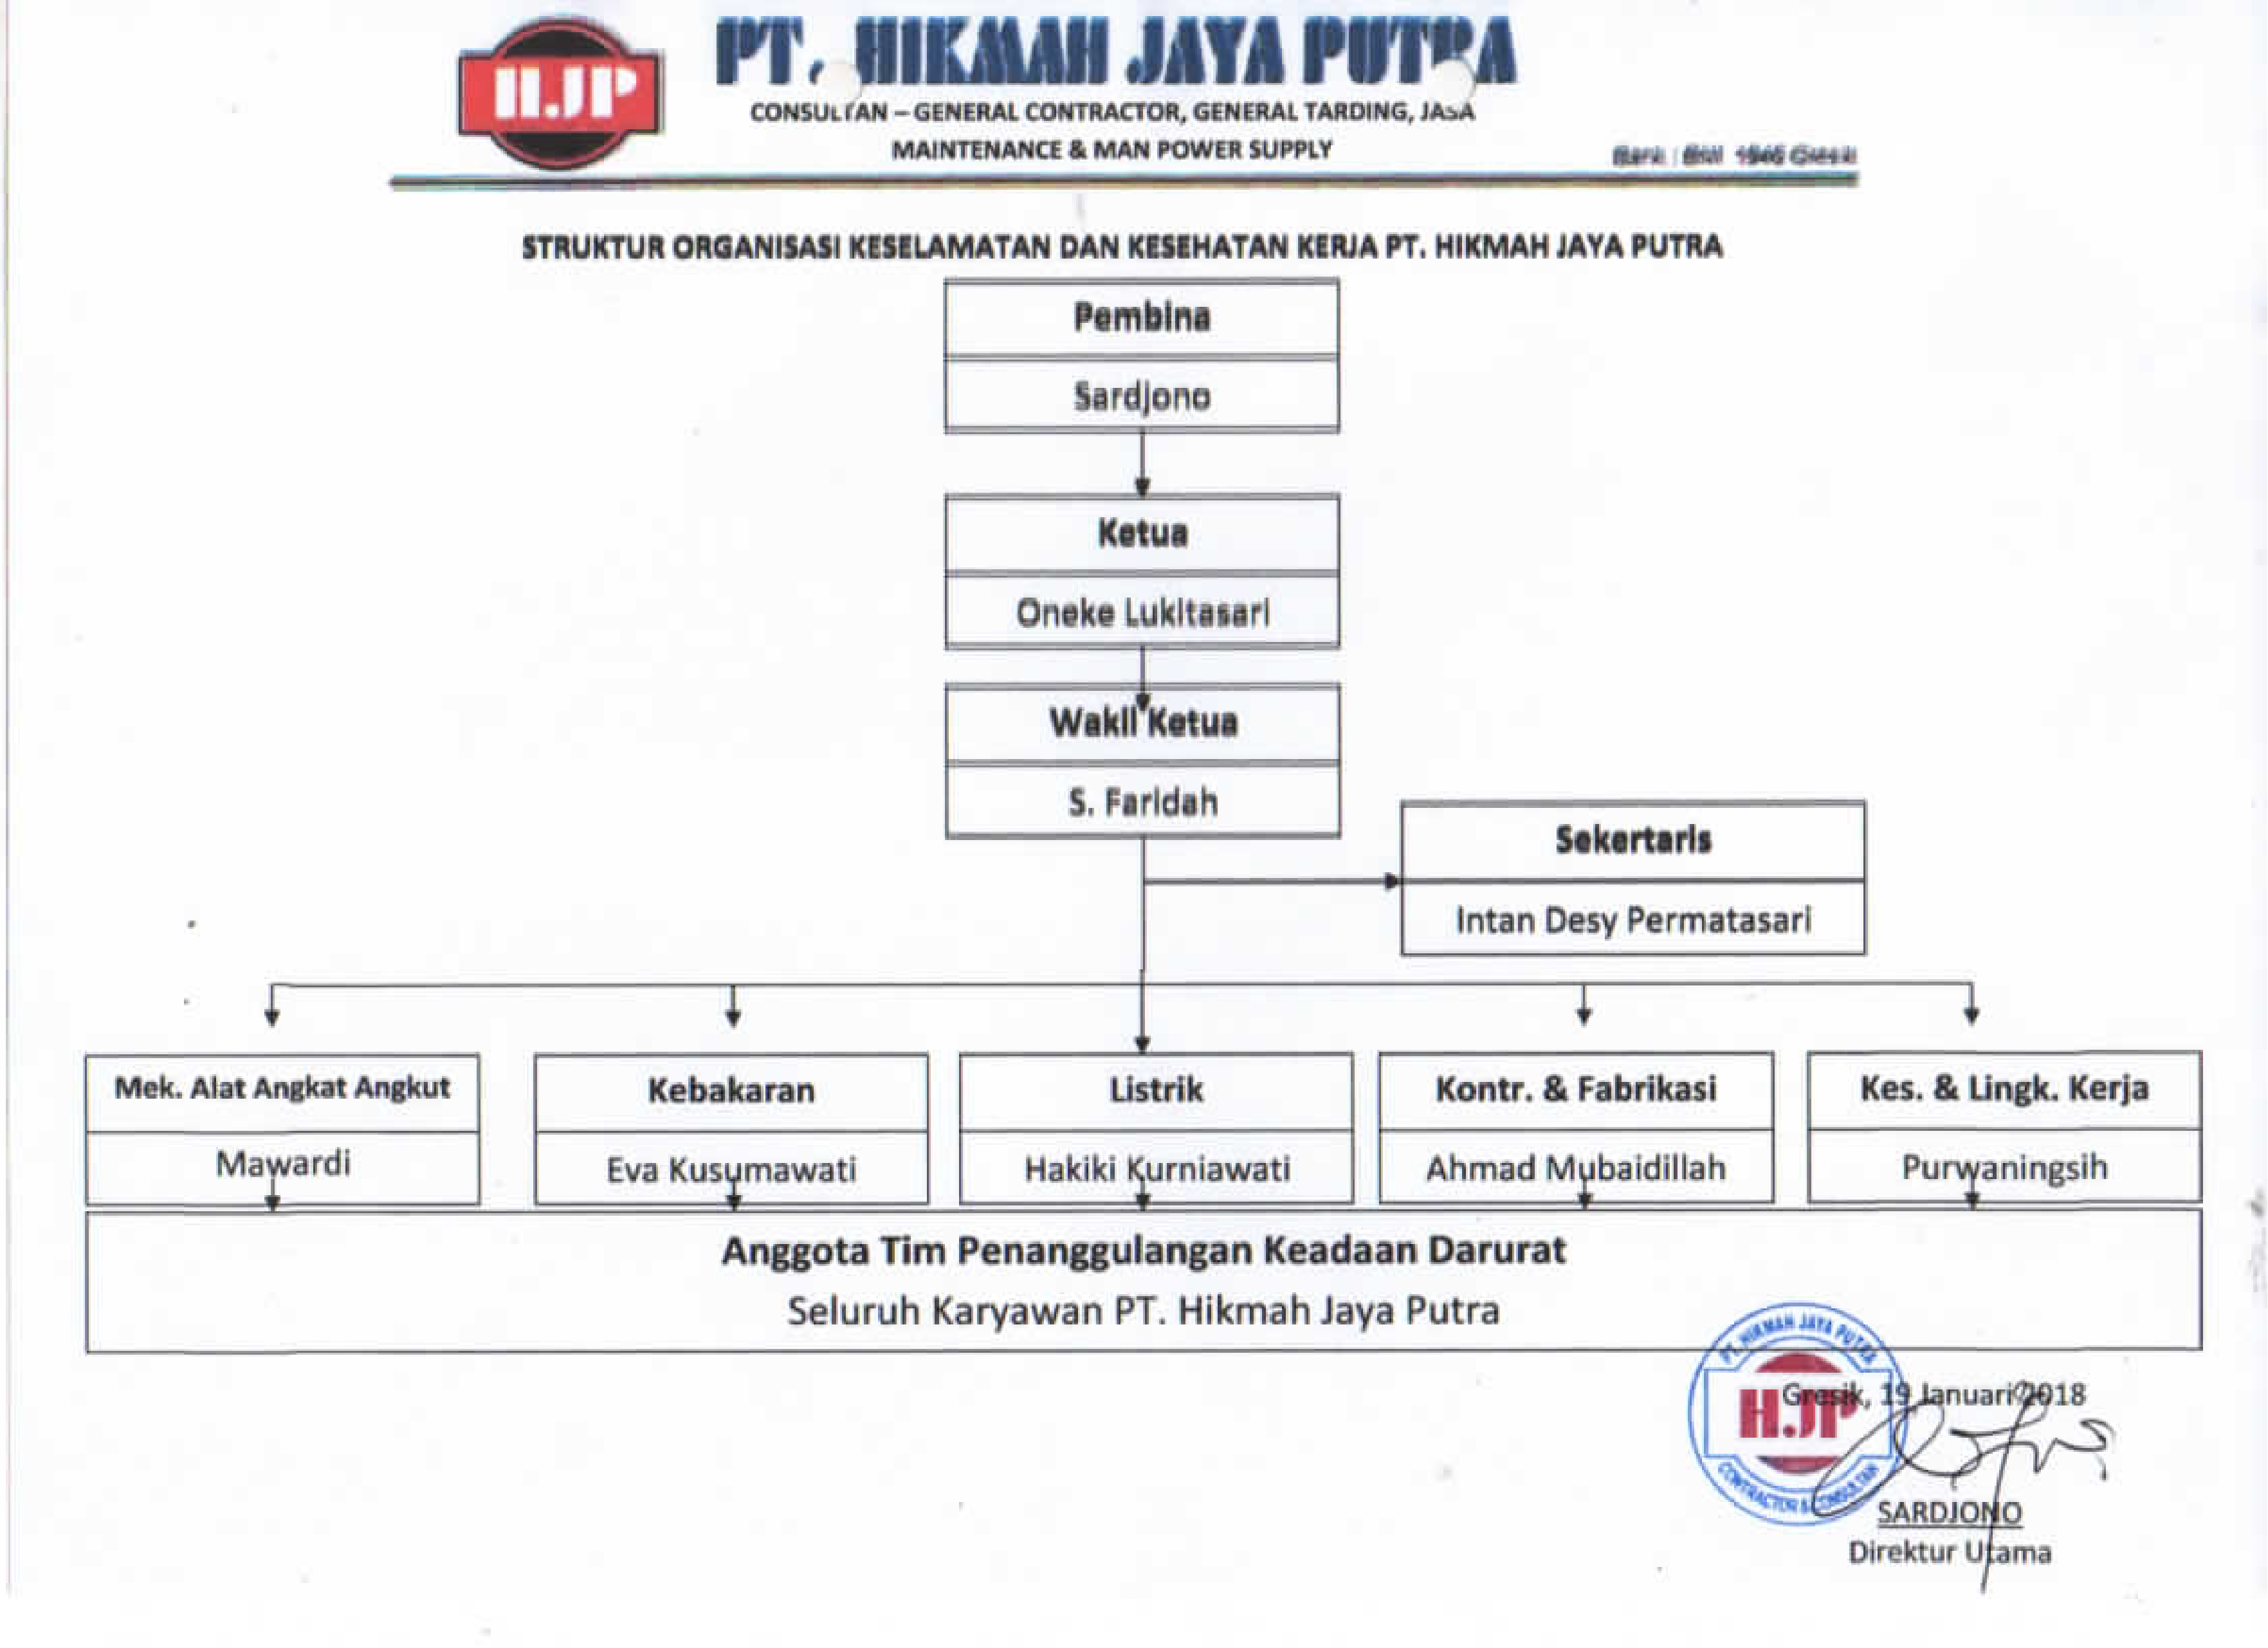 H.JP
PT. HIKMAH JAYA PUTRA
CONSULTAN – GENERAL CONTRACTOR, GENERAL TARDING, JASA
MAINTENANCE & MAN POWER SUPPLY
Bank : BNI 1946 Gresik
STRUKTUR ORGANISASI KESELAMATAN DAN KESEHATAN KERJA PT. HIKMAH JAYA PUTRA
Pembina
Sardjono
Ketua
Oneke Lukitasari
Wakil Ketua
S. Faridah
Sekertaris
Intan Desy Permatasari
Mek. Alat Angkat Angkut
Mawardi
Kebakaran
Eva Kusumawati
Listrik
Hakiki Kurniawati
Kontr. & Fabrikasi
Ahmad Mubaidillah
Kes. & Lingk. Kerja
Purwaningsih
Anggota Tim Penanggulangan Keadaan Darurat
Seluruh Karyawan PT. Hikmah Jaya Putra
PT. HIKMAH JAYA PUTRA
H.JP
CONTRACTOR & CONSULTAN
Gresik, 19 Januari 2018
SARDJONO
Direktur Utama